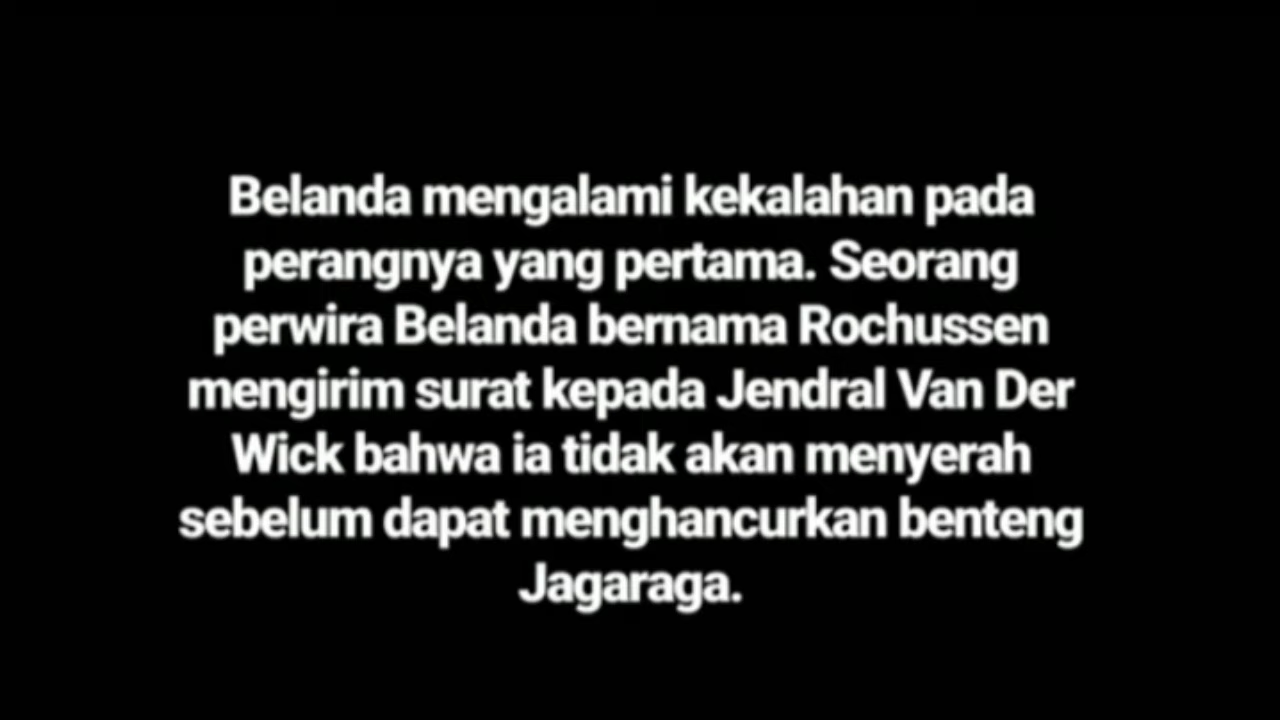 Belanda mengalami kekalahan pada
perangnya yang pertama. Seorang
perwira Belanda bernama Rochussen
mengirim surat kepada Jendral Van Der
Wick bahwa ia tidak akan menyerah
sebelum dapat menghancurkan benteng
Jagaraga.